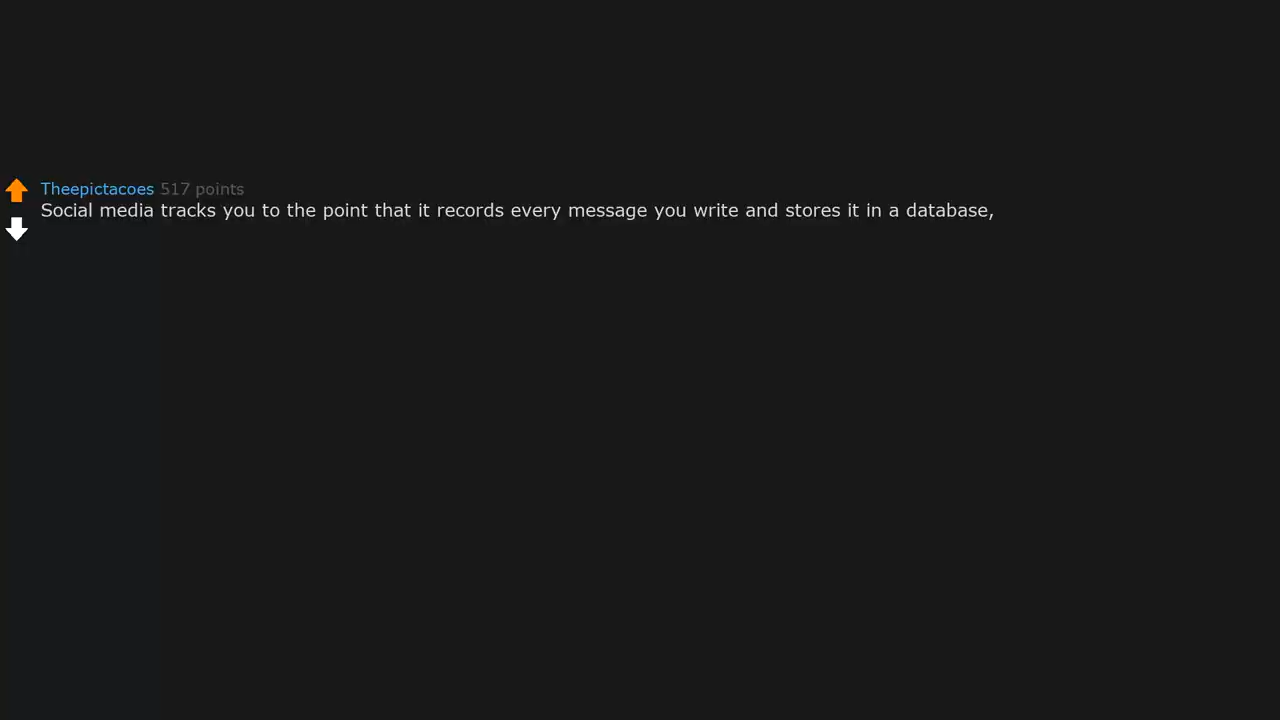 Theepictacoes 517 points
Social media tracks you to the point that it records every message you write and stores it in a database,